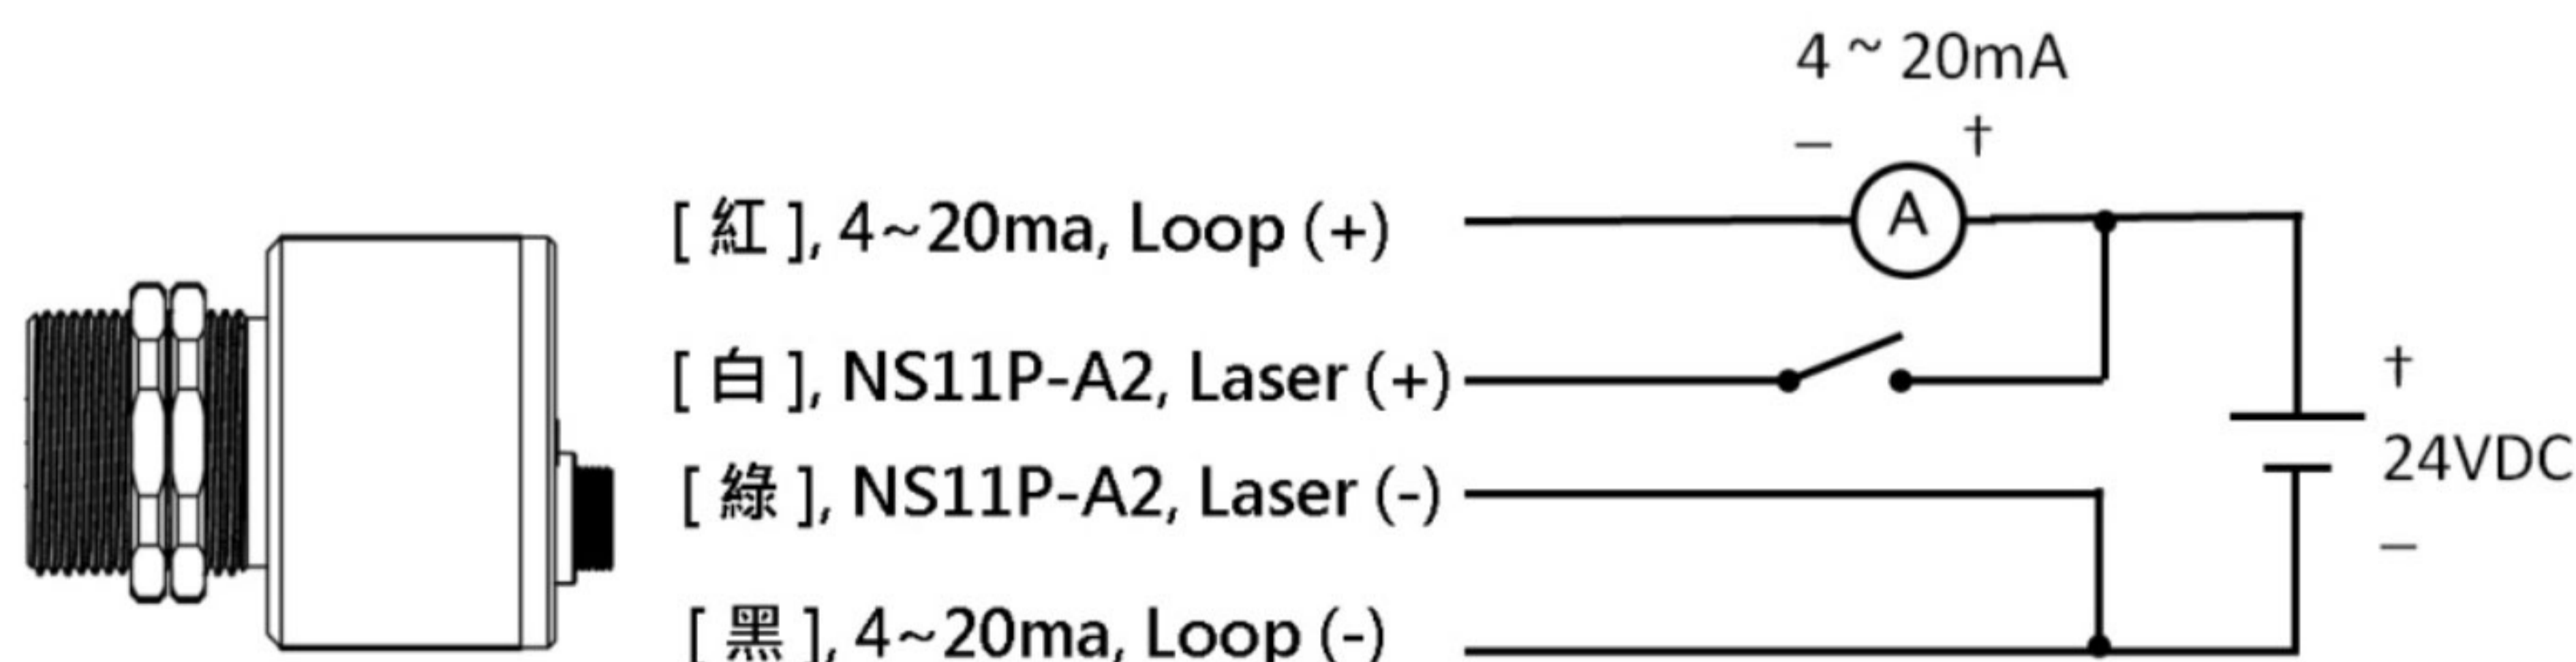 4 ~ 20mA
– +
A
[ 紅 ], 4~20ma, Loop (+)
[ 白 ], NS11P-A2, Laser (+)
+
24VDC
–
[ 綠 ], NS11P-A2, Laser (-)
[ 黑 ], 4~20ma, Loop (-)